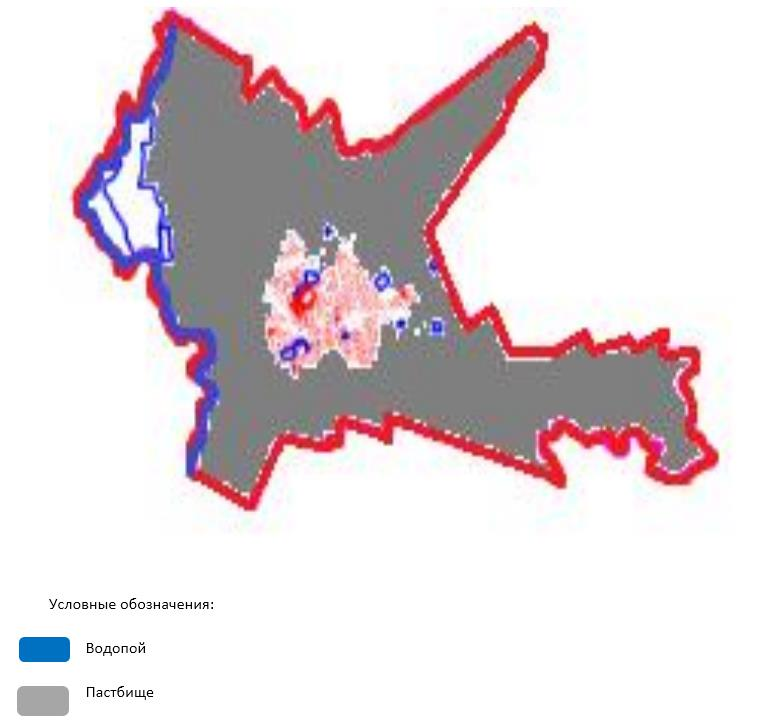 Условные обозначения:
Водопой
Пастбище